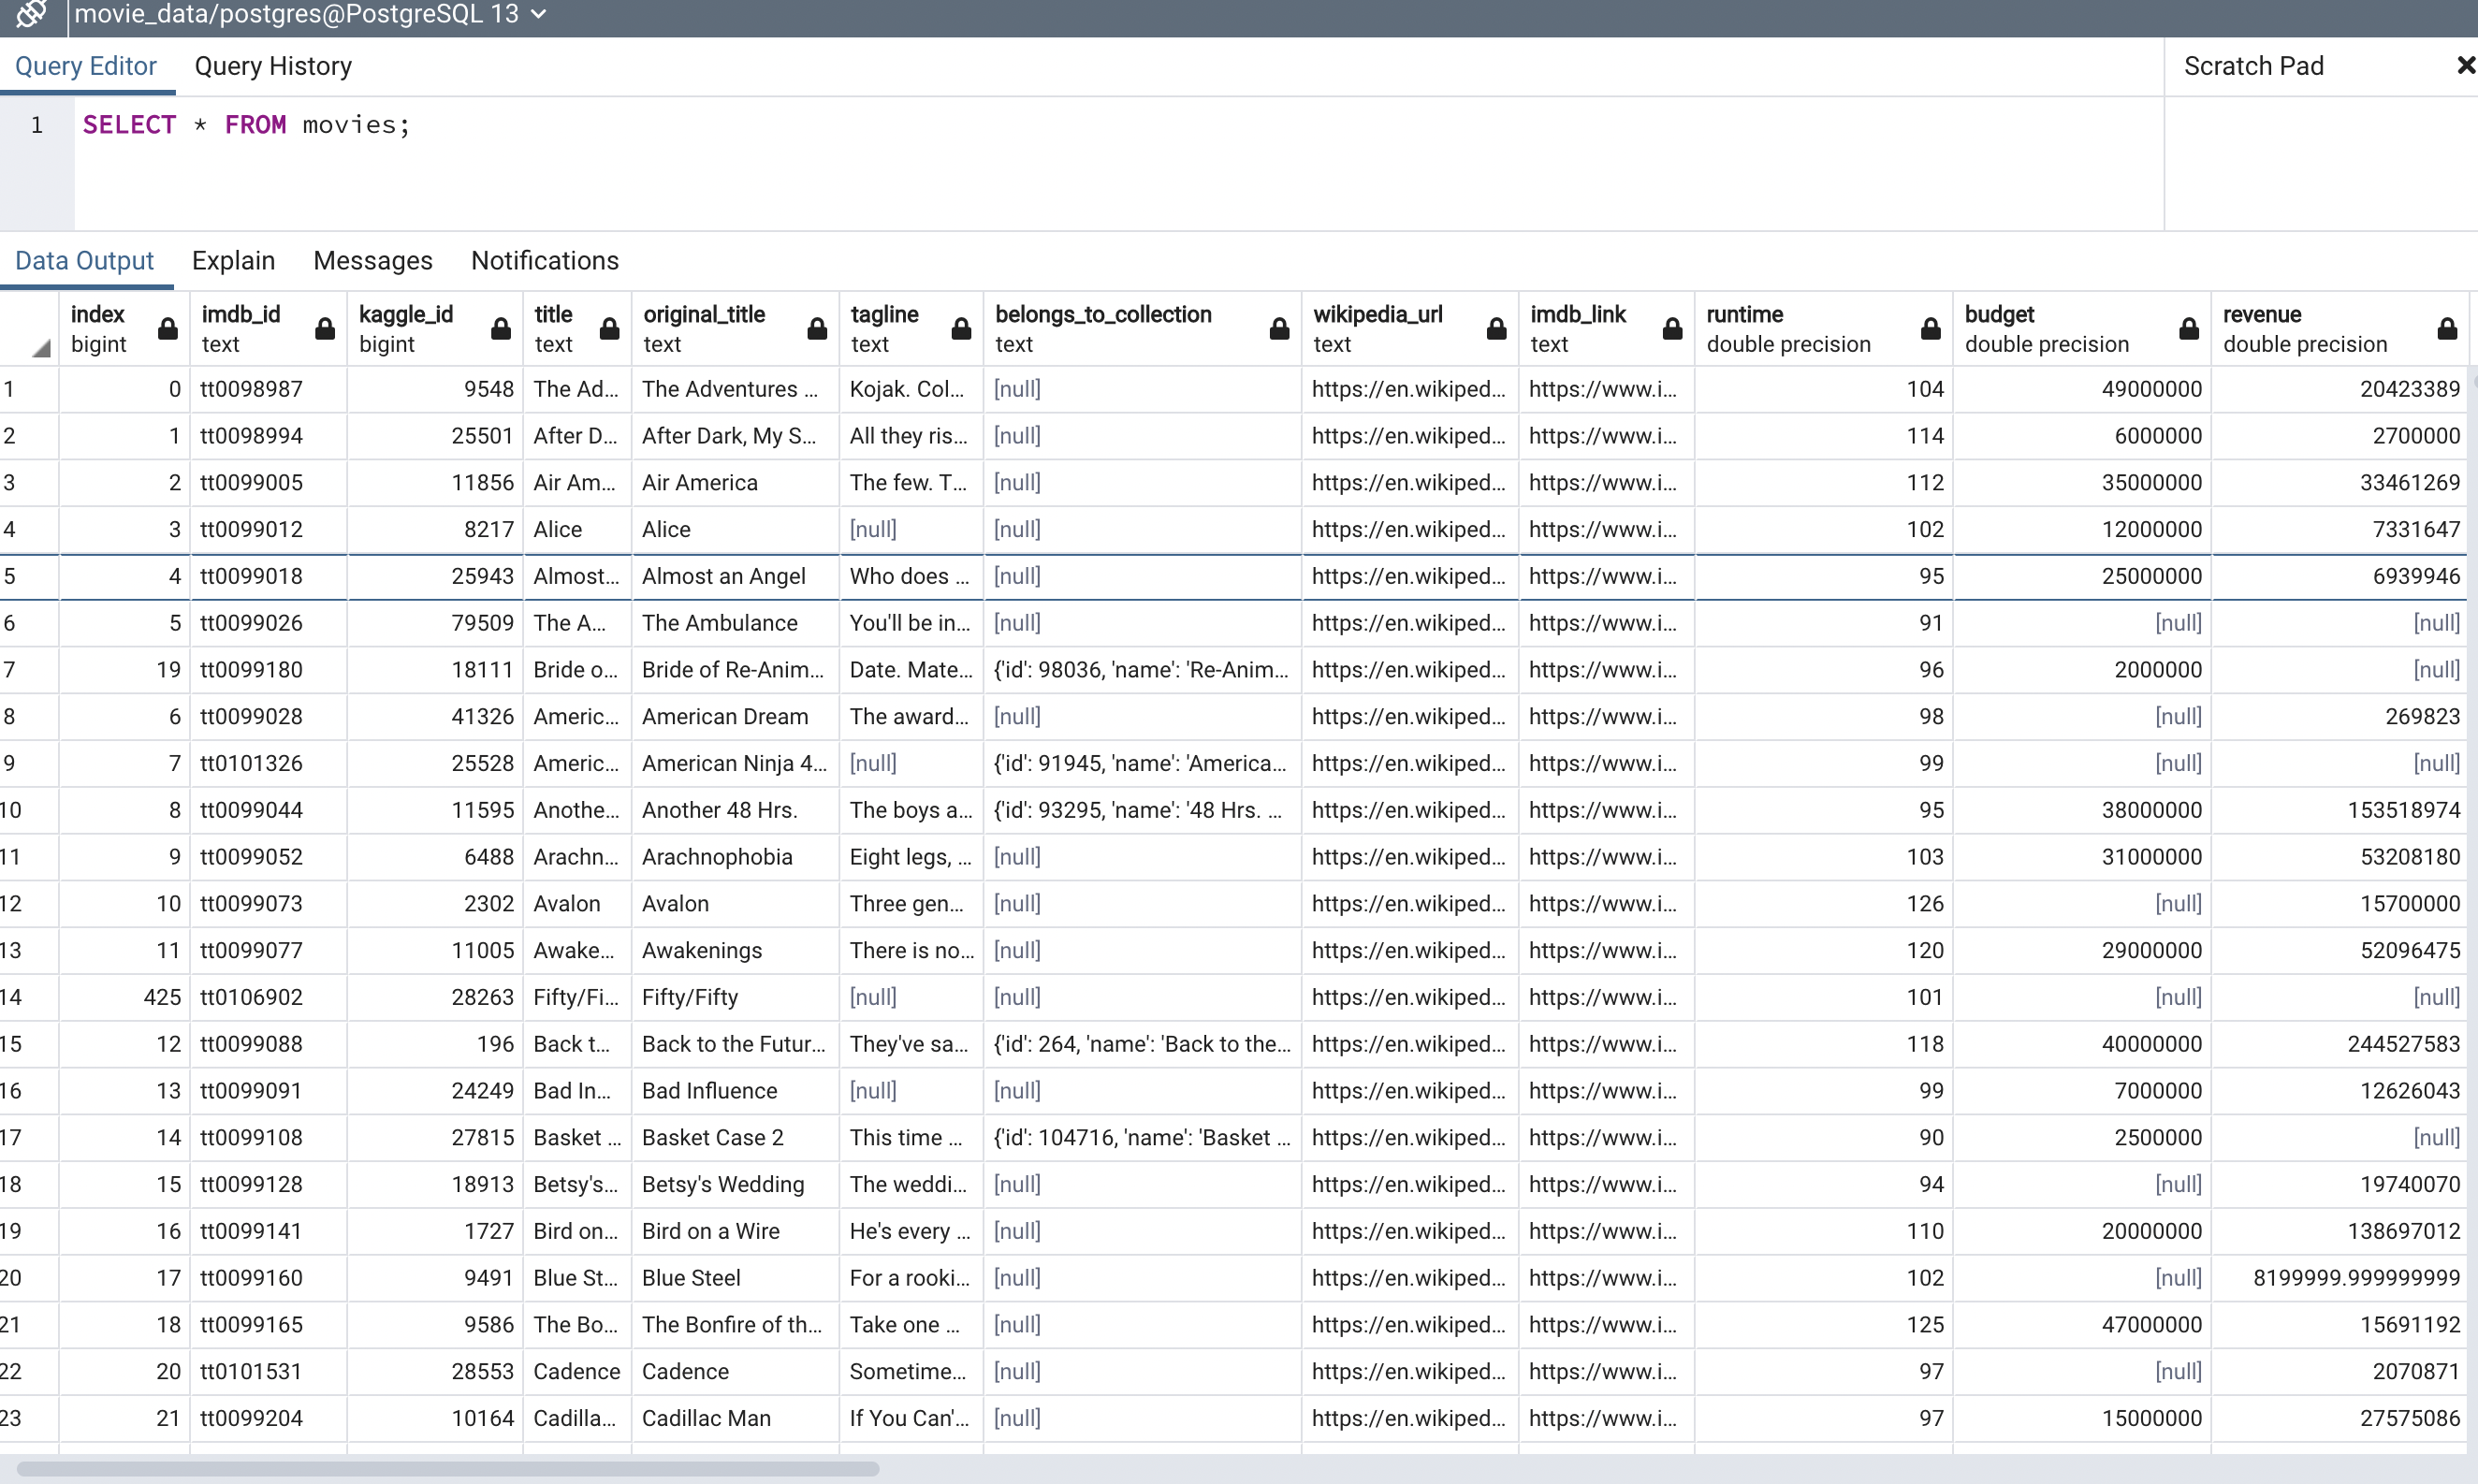 movie_data/postgres@PostgreSQL 13
Query Editor Query History Scratch Pad
1 SELECT * FROM movies;
Data Output Explain Messages Notifications
index imdb_id kaggle_id title original_title tagline belongs_to_collection wikipedia_url imdb_link runtime budget revenue
bigint text bigint text text text text text text double precision double precision double precision
1 0 tt0098987 9548 The Ad... The Adventures ... Kojak. Col... [null] https://en.wikiped... https://www.i... 104 49000000 20423389
2 1 tt0098994 25501 After D... After Dark, My S... All they ris... [null] https://en.wikiped... https://www.i... 114 6000000 2700000
3 2 tt0099005 11856 Air Am... Air America The few. T... [null] https://en.wikiped... https://www.i... 112 35000000 33461269
4 3 tt0099012 8217 Alice Alice [null] [null] https://en.wikiped... https://www.i... 102 12000000 7331647
5 4 tt0099018 25943 Almost... Almost an Angel Who does ... [null] https://en.wikiped... https://www.i... 95 25000000 6939946
6 5 tt0099026 79509 The A... The Ambulance You'll be in... [null] https://en.wikiped... https://www.i... 91 [null] [null]
7 19 tt0099180 18111 Bride o... Bride of Re-Anim... Date. Mate... {'id': 98036, 'name': 'Re-Anim... https://en.wikiped... https://www.i... 96 2000000 [null]
8 6 tt0099028 41326 Americ... American Dream The award... [null] https://en.wikiped... https://www.i... 98 [null] 269823
9 7 tt0101326 25528 Americ... American Ninja 4... [null] {'id': 91945, 'name': 'America... https://en.wikiped... https://www.i... 99 [null] [null]
10 8 tt0099044 11595 Anothe... Another 48 Hrs. The boys a... {'id': 93295, 'name': '48 Hrs. ... https://en.wikiped... https://www.i... 95 38000000 153518974
11 9 tt0099052 6488 Arachn... Arachnophobia Eight legs, ... [null] https://en.wikiped... https://www.i... 103 31000000 53208180
12 10 tt0099073 2302 Avalon Avalon Three gen... [null] https://en.wikiped... https://www.i... 126 [null] 15700000
13 11 tt0099077 11005 Awake... Awakenings There is no... [null] https://en.wikiped... https://www.i... 120 29000000 52096475
14 425 tt0106902 28263 Fifty/Fi... Fifty/Fifty [null] [null] https://en.wikiped... https://www.i... 101 [null] [null]
15 12 tt0099088 196 Back t... Back to the Futur... They've sa... {'id': 264, 'name': 'Back to the... https://en.wikiped... https://www.i... 118 40000000 244527583
16 13 tt0099091 24249 Bad In... Bad Influence [null] [null] https://en.wikiped... https://www.i... 99 7000000 12626043
17 14 tt0099108 27815 Basket ... Basket Case 2 This time ... {'id': 104716, 'name': 'Basket ... https://en.wikiped... https://www.i... 90 2500000 [null]
18 15 tt0099128 18913 Betsy's... Betsy's Wedding The weddi... [null] https://en.wikiped... https://www.i... 94 [null] 19740070
19 16 tt0099141 1727 Bird on... Bird on a Wire He's every ... [null] https://en.wikiped... https://www.i... 110 20000000 138697012
20 17 tt0099160 9491 Blue St... Blue Steel For a rooki... [null] https://en.wikiped... https://www.i... 102 [null] 8199999.999999999
21 18 tt0099165 9586 The Bo... The Bonfire of th... Take one ... [null] https://en.wikiped... https://www.i... 125 47000000 15691192
22 20 tt0101531 28553 Cadence Cadence Sometime... [null] https://en.wikiped... https://www.i... 97 [null] 2070871
23 21 tt0099204 10164 Cadilla... Cadillac Man If You Can'... [null] https://en.wikiped... https://www.i... 97 15000000 27575086